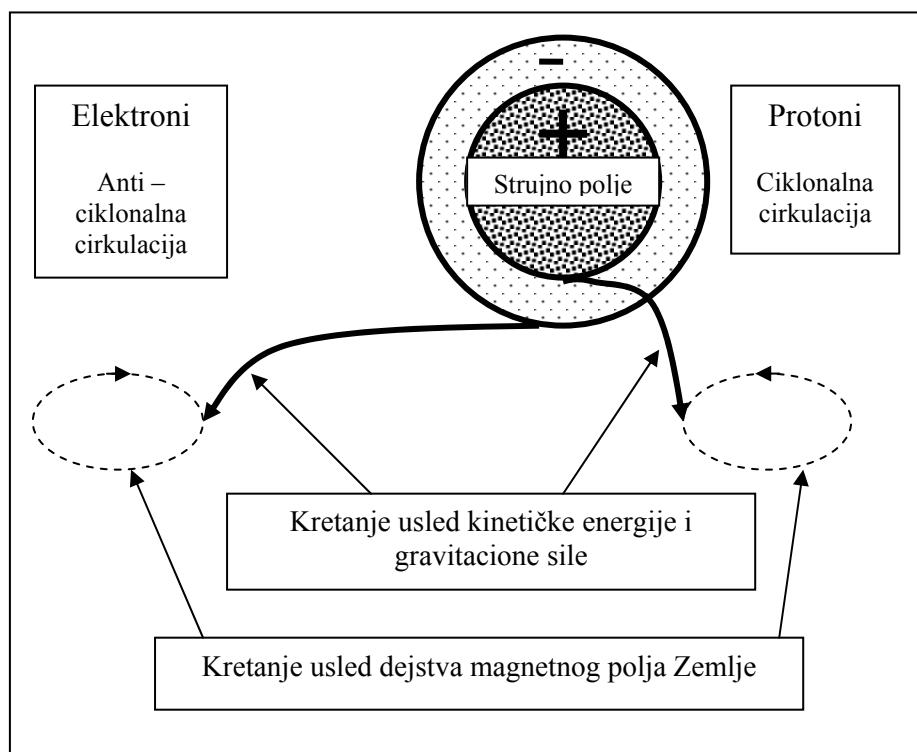 -
Elektroni
Anti –
ciklonalna
cirkulacija
+
Strujno polje
Protoni
Ciklonalna
cirkulacija
Kretanje usled kinetičke energije i
gravitacione sile
Kretanje usled dejstva magnetnog polja Zemlje